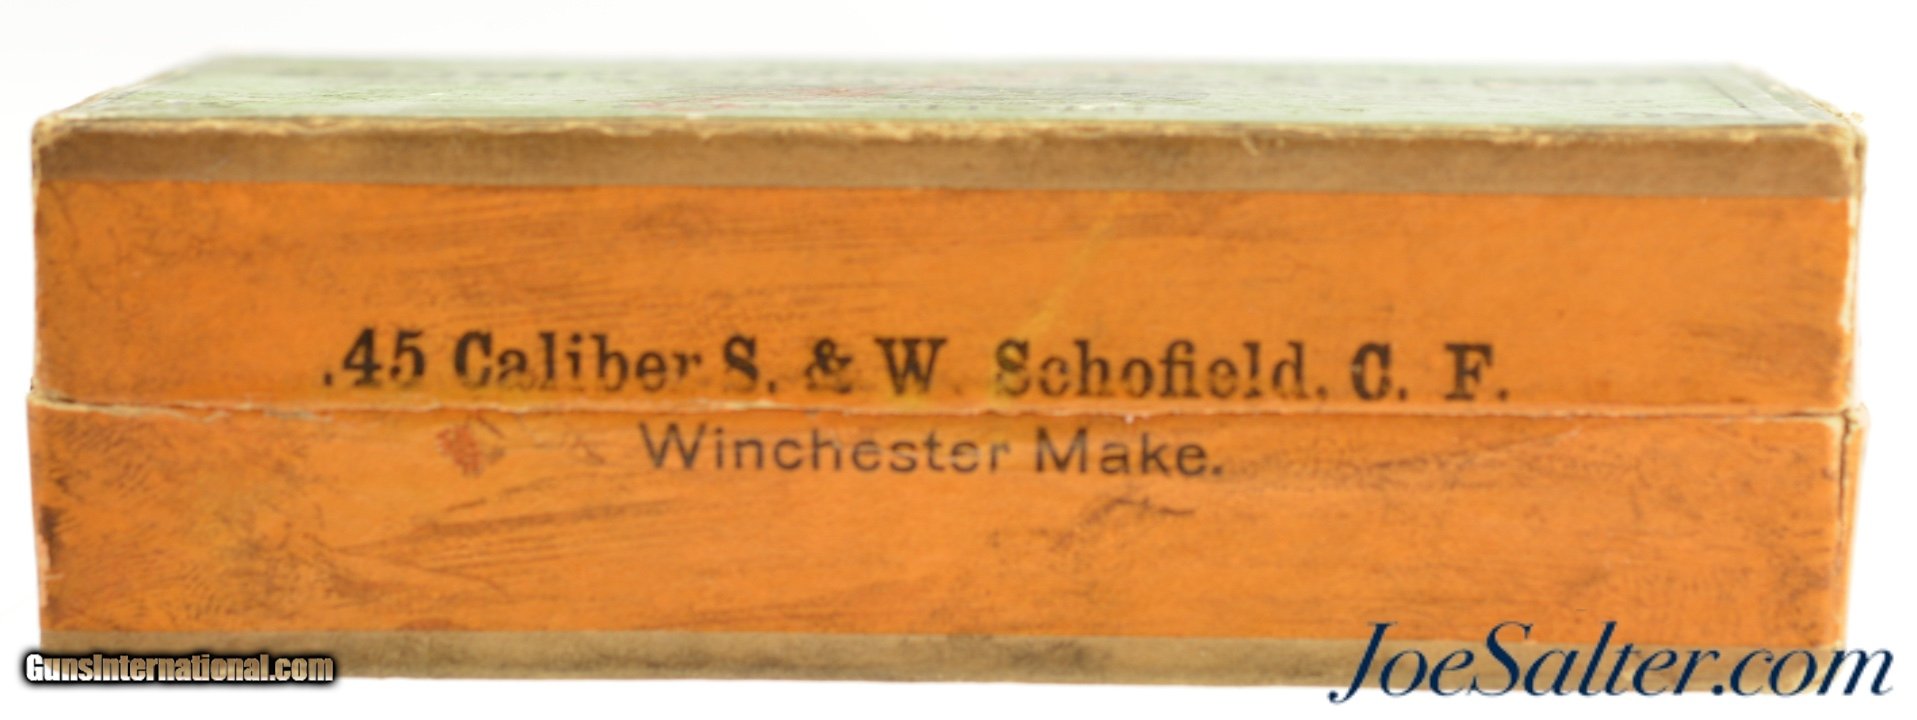 .45 Caliber S. & W. Schofield. C. F.
Winchester Make.
GunsInternational.com
JoeSalter.com